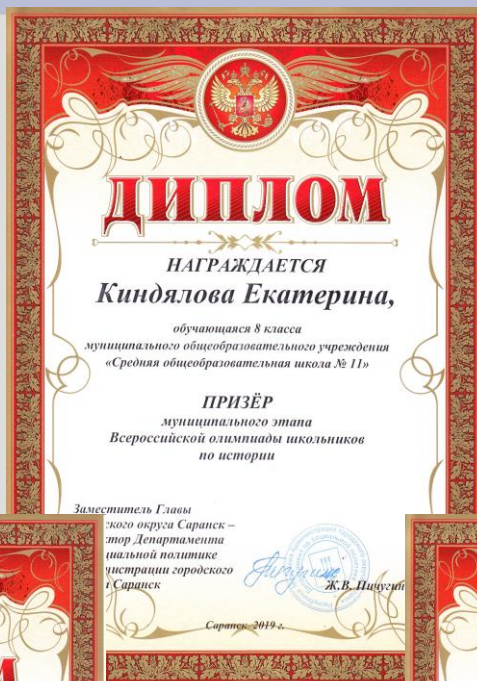 ДИПЛОМ
НАГРАЖДАЕТСЯ
Киндялова Екатерина,
обучающаяся 8 класса
муниципального общеобразовательного учреждения
«Средняя общеобразовательная школа № 11»
ПРИЗЁР
муниципального этапа
Всероссийской олимпиады школьников
по истории
Заместитель Главы
округа Саранск –
Департамента
политике
городского
Саранск
Ж.В. Пичугин
Саранск 2019 г.
М